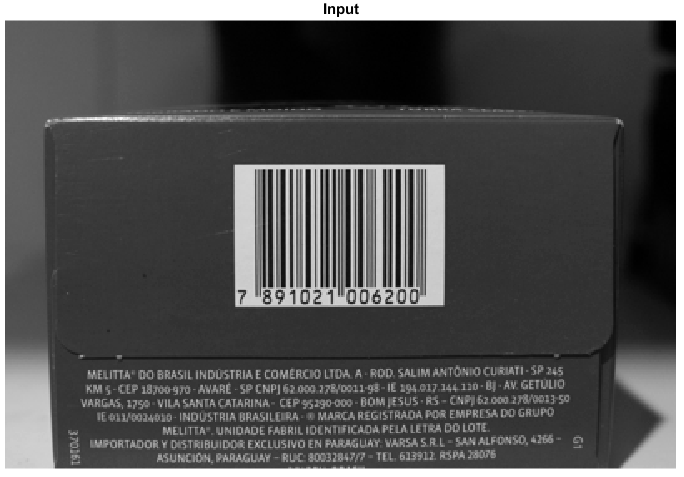 Input
7 891021 006200
MELITTA® DO BRASIL INDÚSTRIA E COMÉRCIO LTDA. A · ROD. SALIM ANTÔNIO CURIATI · SP 245
KM 5 · CEP 18700-970 · AVARÉ · SP CNPJ 62.000.278/0011-98 · IE 194.017.144.110 · BJ · AV. GETÚLIO
VARGAS, 1750 · VILA SANTA CATARINA - CEP 95290-000 · BOM JESUS · RS - CNPJ 62.000.278/0013-50
IE 011/0024010 · INDÚSTRIA BRASILEIRA · ® MARCA REGISTRADA POR EMPRESA DO GRUPO
MELITTA®. UNIDADE FABRIL IDENTIFICADA PELA LETRA DO LOTE.
IMPORTADOR Y DISTRIBUIDOR EXCLUSIVO EN PARAGUAY: VARSA S.R.L - SAN ALFONSO, 4266 -
ASUNCIÓN, PARAGUAY - RUC: 80032847/7 - TEL. 613912. RSPA 28076
370161
G1